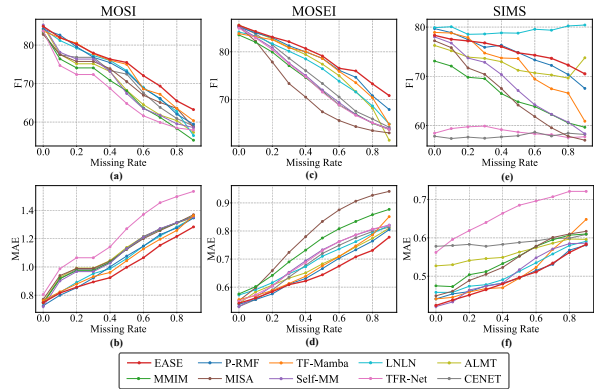 MOSI
MOSEI
SIMS
F1
80
70
60
0.0 0.2 0.4 0.6 0.8
Missing Rate
(a)
F1
80
70
0.0 0.2 0.4 0.6 0.8
Missing Rate
(c)
F1
80
75
70
65
60
0.0 0.2 0.4 0.6 0.8
Missing Rate
(e)
MAE
1.4
1.2
1.0
0.8
0.0 0.2 0.4 0.6 0.8
Missing Rate
(b)
MAE
0.9
0.8
0.7
0.6
0.0 0.2 0.4 0.6 0.8
Missing Rate
(d)
MAE
0.7
0.6
0.5
0.0 0.2 0.4 0.6 0.8
Missing Rate
(f)
EASE P-RMF TF-Mamba LNLN ALMT
MMIM MISA Self-MM TFR-Net CENET